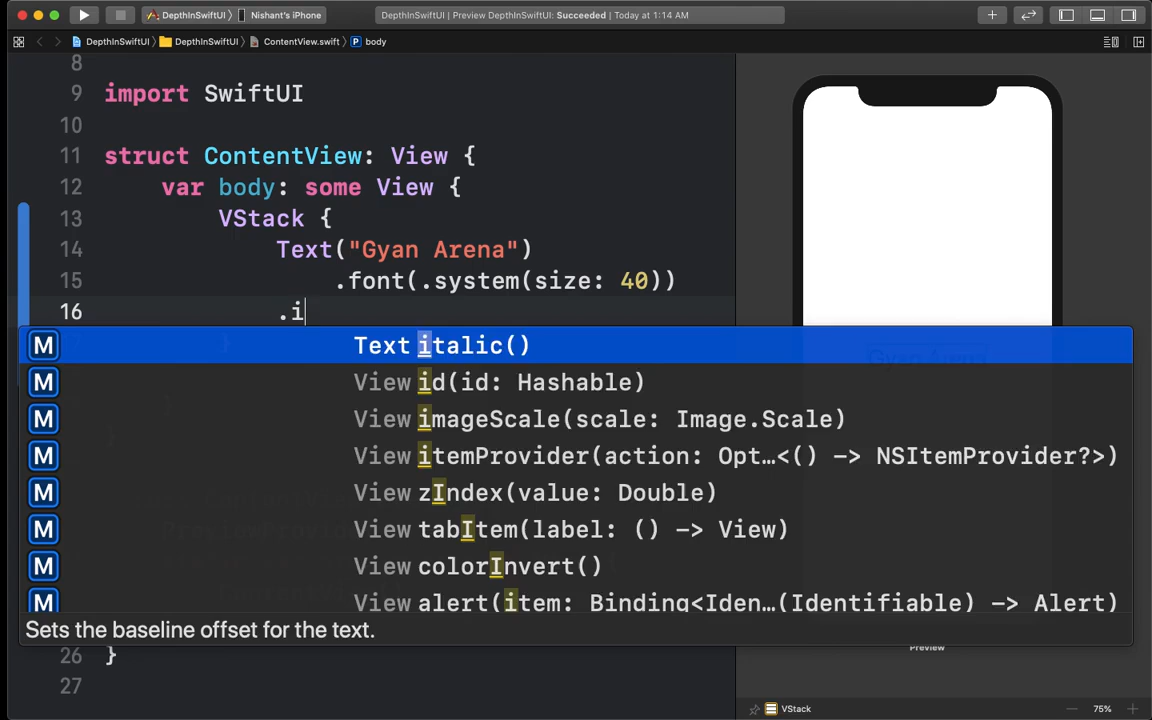 DepthInSwiftUI Nishant's iPhone
DepthInSwiftUI | Preview DepthInSwiftUI: Succeeded | Today at 1:14 AM
DepthInSwiftUI DepthInSwiftUI ContentView.swift P body
8
9 import SwiftUI
10
11 struct ContentView: View {
12 var body: some View {
13 VStack {
14 Text("Gyan Arena")
15 .font(.system(size: 40))
16 .i
M Text italic()
M View id(id: Hashable)
M View imageScale(scale: Image.Scale)
M View itemProvider(action: Opt…<() -> NSItemProvider?>)
M View zIndex(value: Double)
M View tabItem(label: () -> View)
M View colorInvert()
M View alert(item: Binding<Iden…(Identifiable) -> Alert)
Sets the baseline offset for the text.
26 }
27
Gyan Arena
Preview
VStack
75%